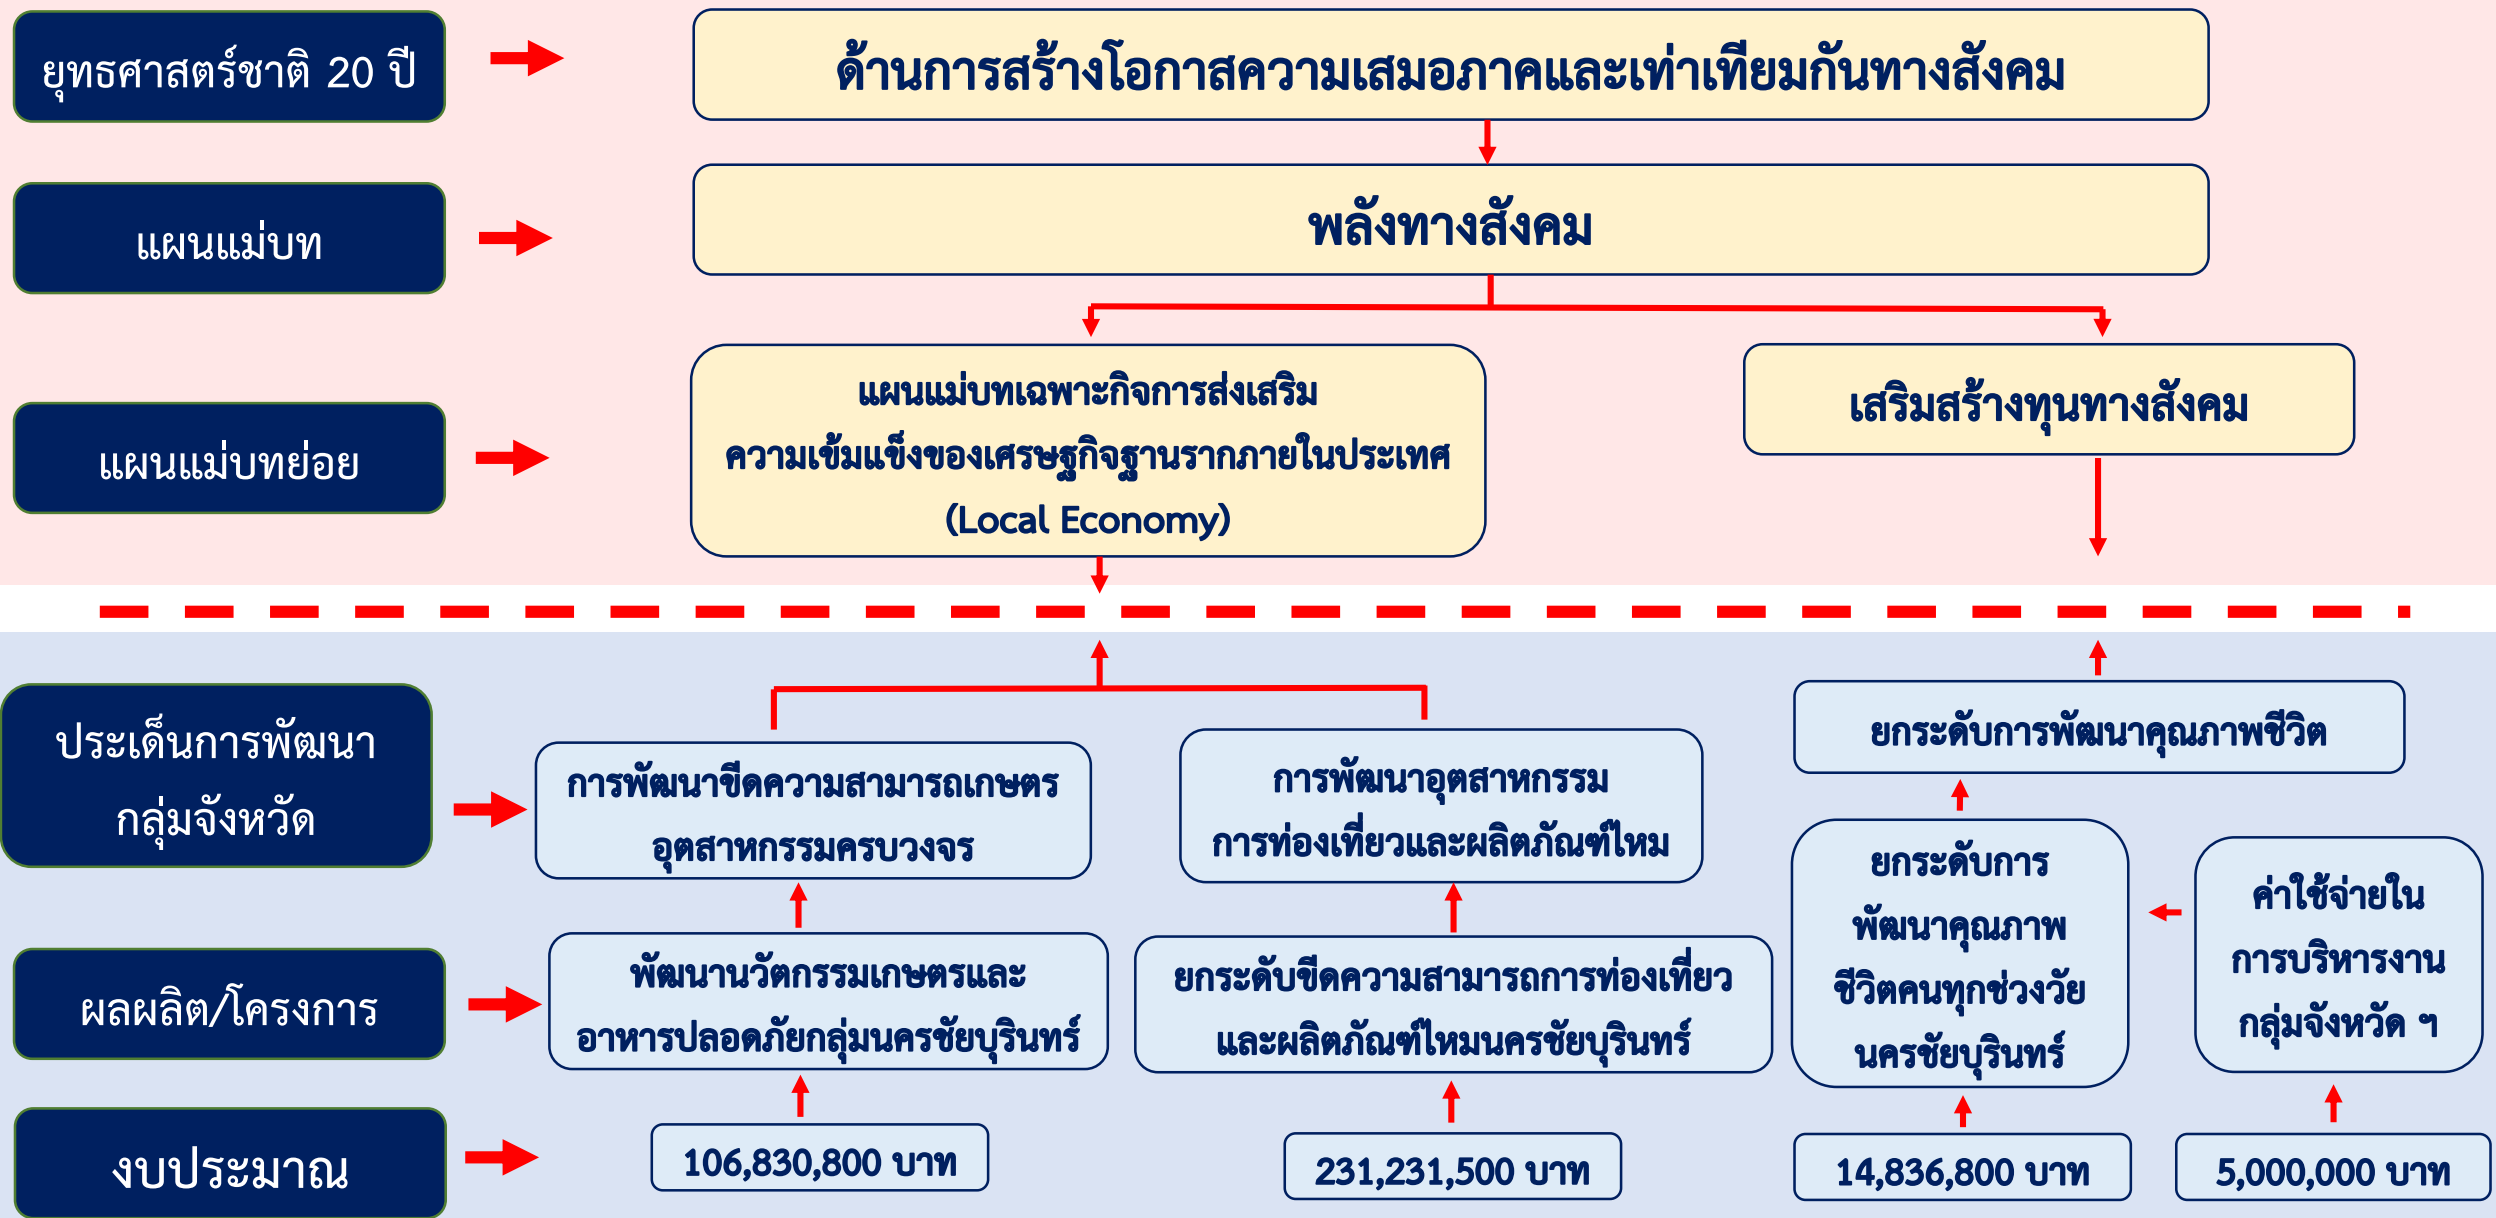 ยุทธศาสตร์ชาติ 20 ปี
ด้านการสร้างโอกาสความเสมอภาคและเท่าเทียมกันทางสังคม
แผนแม่บท
พลังทางสังคม
แผนแม่บทย่อย
แผนแม่บทเฉพาะกิจการส่งเสริม
ความเข้มแข็งของเศรษฐกิจฐานรากภายในประเทศ
(Local Economy)
เสริมสร้างทุนทางสังคม
ประเด็นการพัฒนา
กลุ่มจังหวัด
การพัฒนาขีดความสามารถเกษตร
อุตสาหกรรมครบวงจร
การพัฒนาอุตสาหกรรม
การท่องเที่ยวและผลิตภัณฑ์ไหม
ยกระดับการพัฒนาคุณภาพชีวิต
ผลผลิต/โครงการ
พัฒนานวัตกรรมเกษตรและ
อาหารปลอดภัยกลุ่มนครชัยบุรินทร์
ยกระดับขีดความสามารถการท่องเที่ยว
และผลิตภัณฑ์ไหมนครชัยบุรินทร์
ยกระดับการ
พัฒนาคุณภาพ
ชีวิตคนทุกช่วงวัย
นครชัยบุรินทร์
ค่าใช้จ่ายใน
การบริหารงาน
กลุ่มจังหวัด ฯ
งบประมาณ
106,830,800 บาท
231,231,500 บาท
14,836,800 บาท
5,000,000 บาท